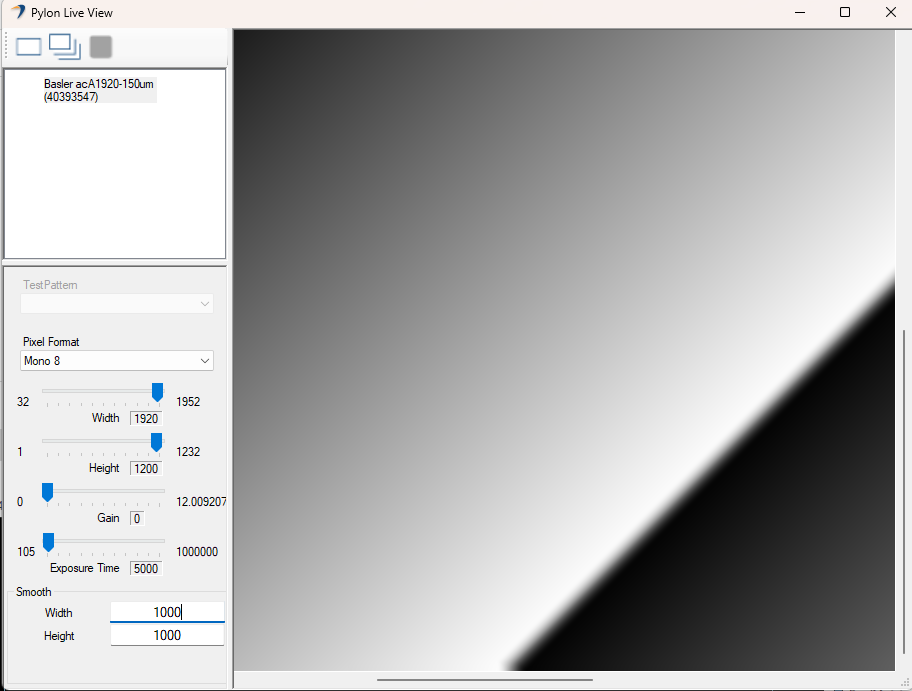 Pylon Live View
Basler acA1920-150um
(40393547)
TestPattern
Pixel Format
Mono 8
32
1952
Width
1920
1
1232
Height
1200
0
12.009207
Gain
0
105
1000000
Exposure Time
5000
Smooth
Width
1000
Height
1000